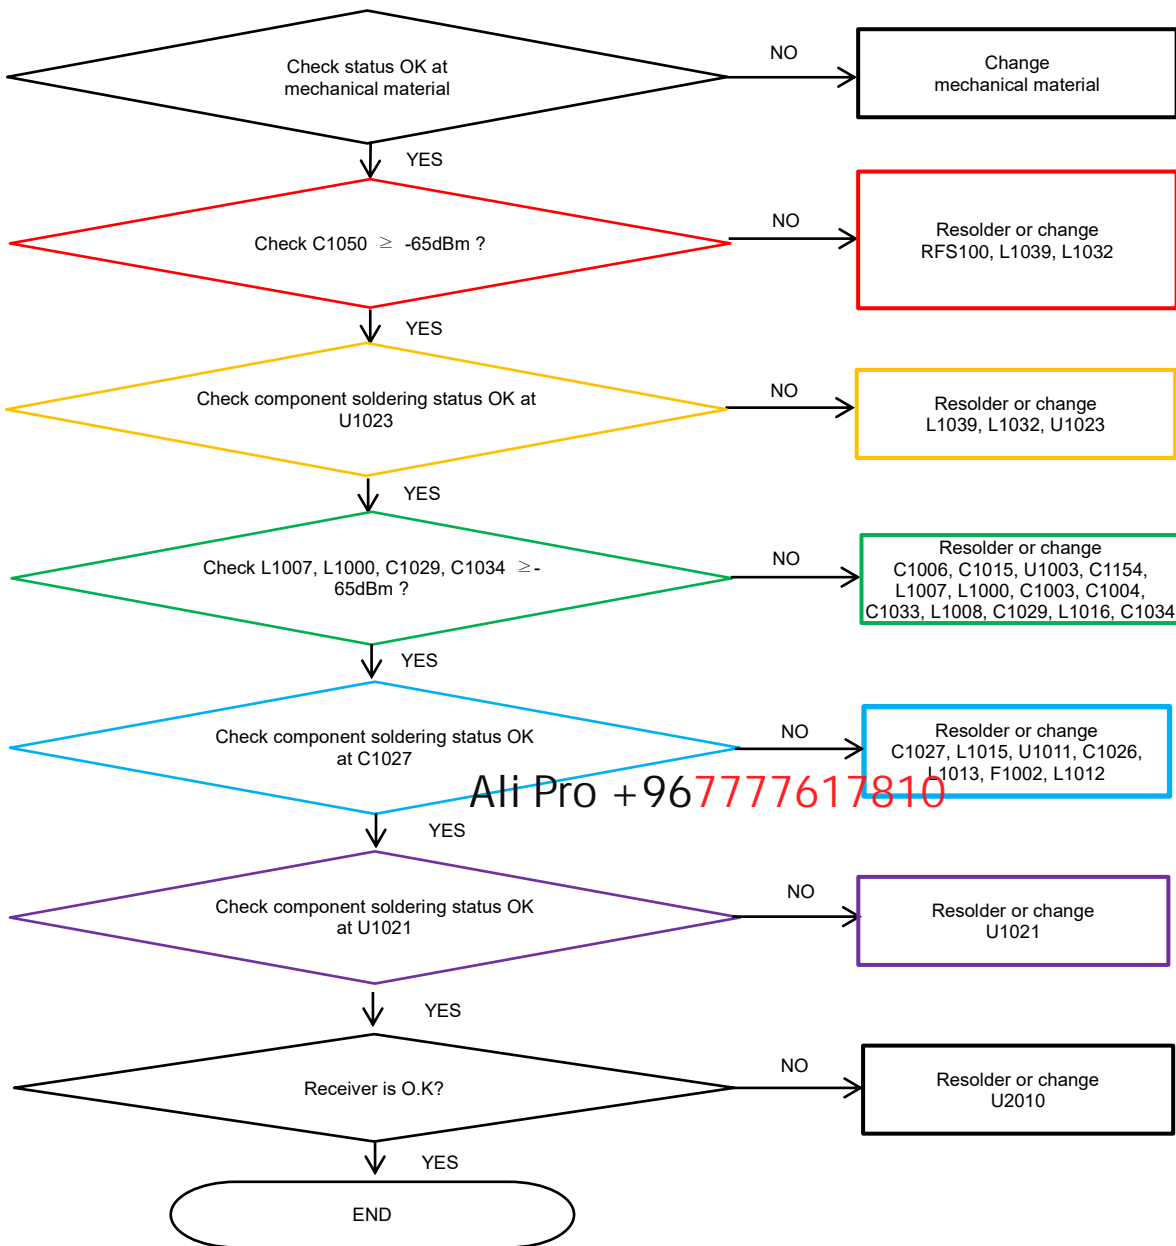 Check status OK at
mechanical material
NO
Change
mechanical material
YES
Check C1050 ≥ -65dBm ?
NO
Resolder or change
RFS100, L1039, L1032
YES
Check component soldering status OK at
U1023
NO
Resolder or change
L1039, L1032, U1023
YES
Check L1007, L1000, C1029, C1034 ≥-
65dBm ?
NO
Resolder or change
C1006, C1015, U1003, C1154,
L1007, L1000, C1003, C1004,
C1033, L1008, C1029, L1016, C1034
YES
Check component soldering status OK
at C1027
NO
Resolder or change
C1027, L1015, U1011, C1026,
L1013, F1002, L1012
Ali Pro +967777617810
YES
Check component soldering status OK
at U1021
NO
Resolder or change
U1021
YES
Receiver is O.K?
NO
Resolder or change
U2010
YES
END